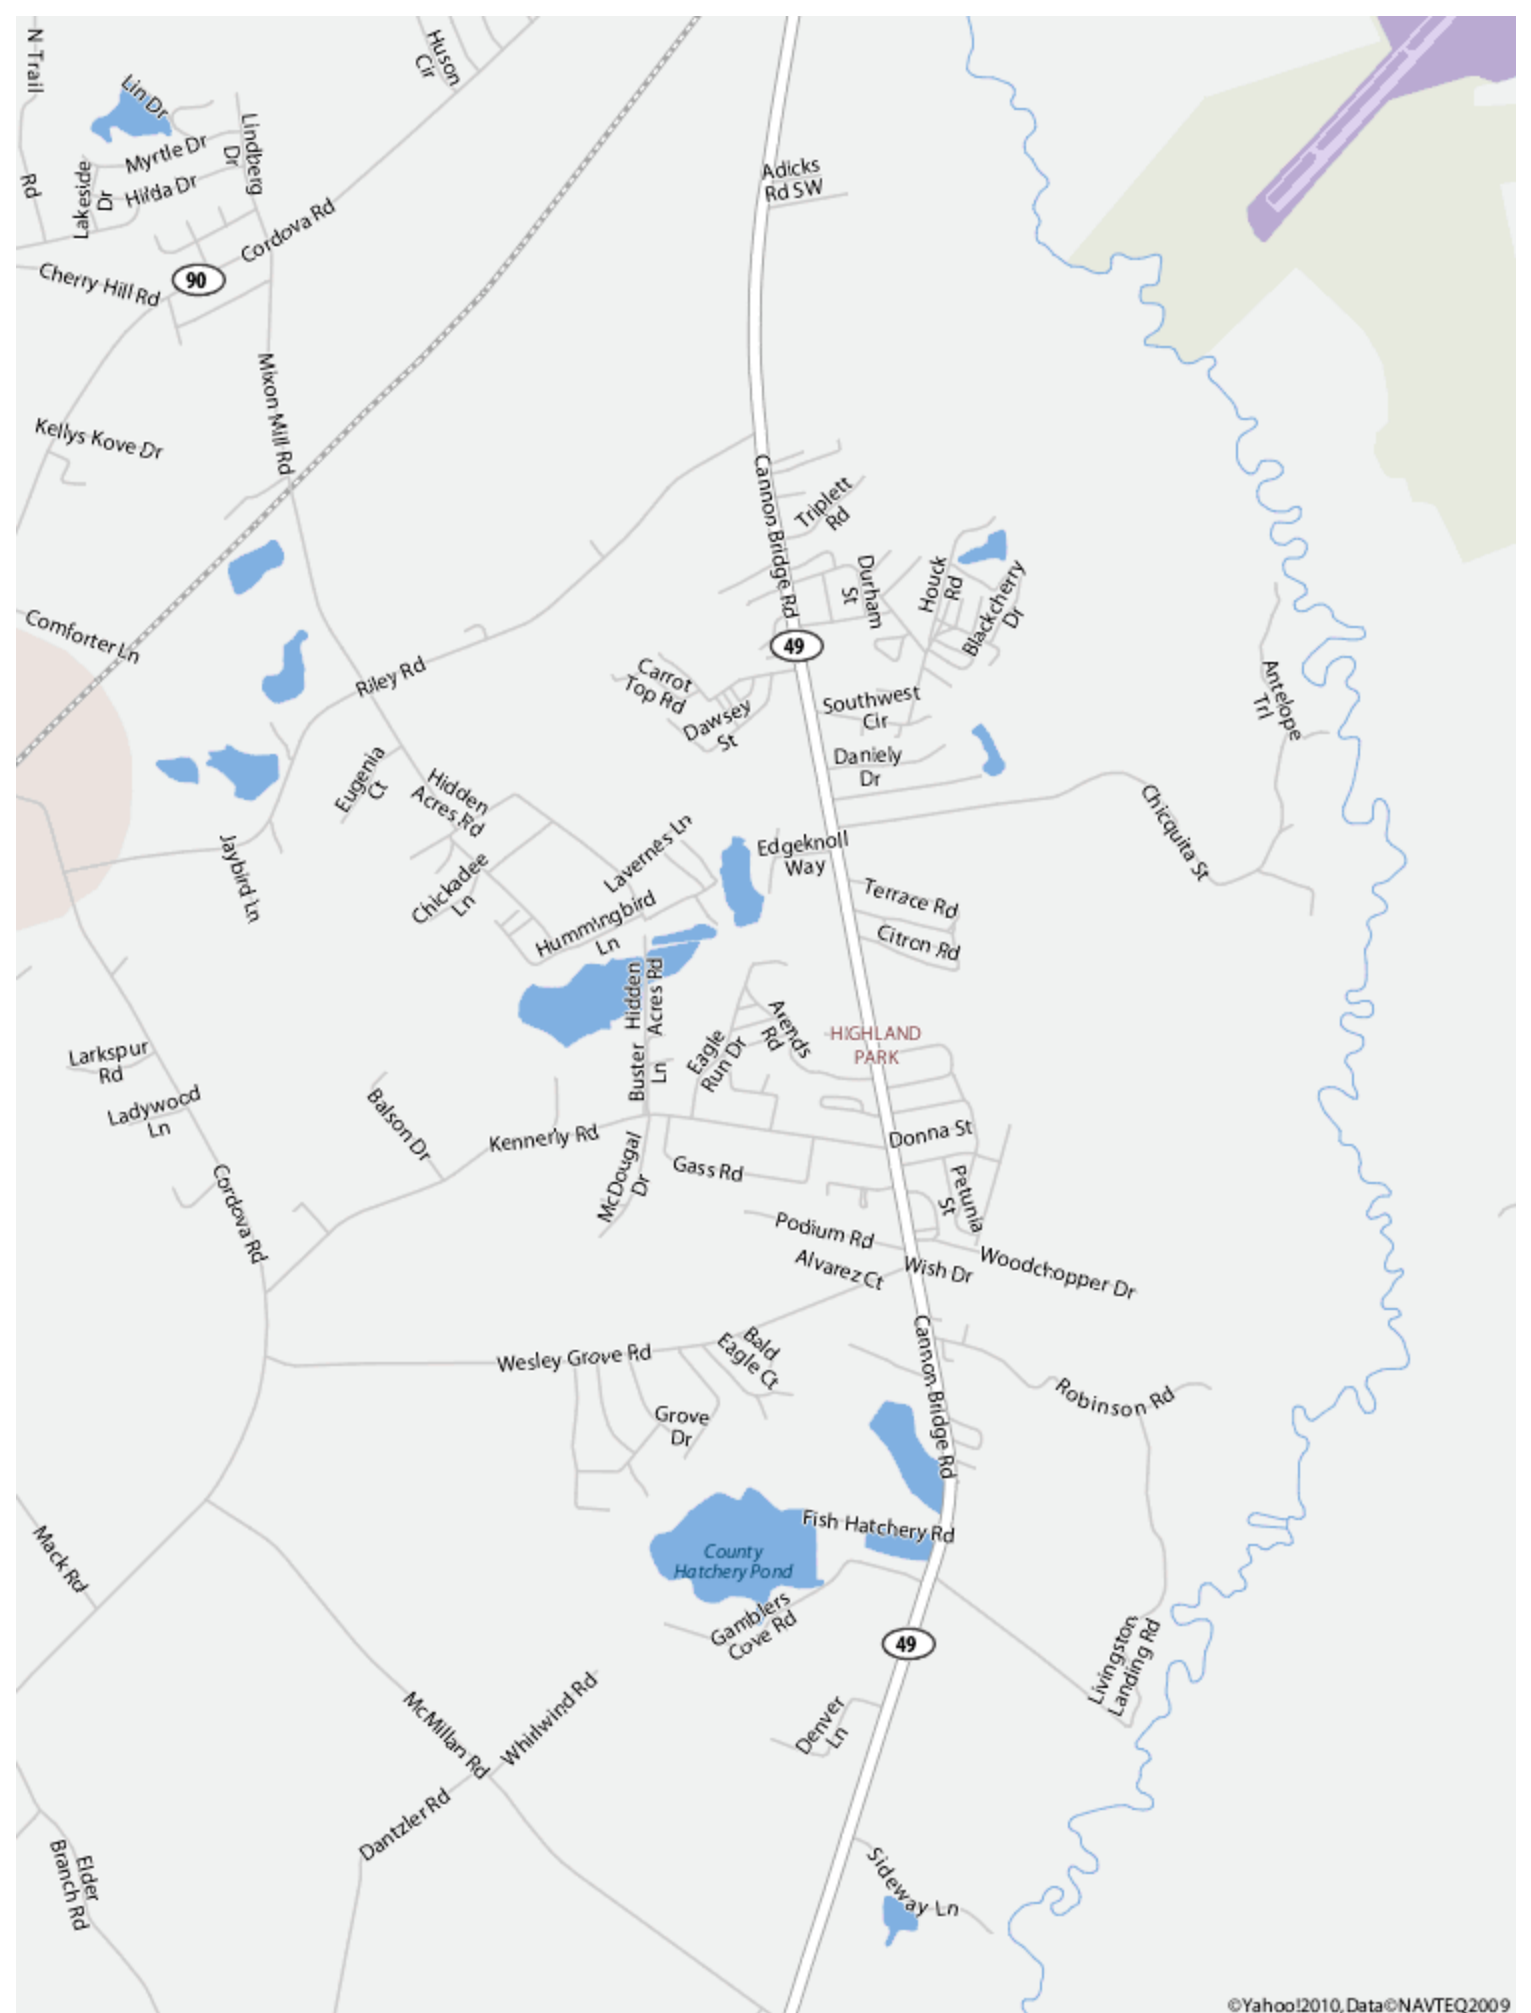 N Trail
Rd
Huson
Cir
Lin Dr
Myrtle Dr
Hilda Dr
Lindberg
Dr
Lakeside
Dr
Cordova Rd
90
Cherry Hill Rd
Adicks
Rd SW
Mixon Mill Rd
Kellys Kove Dr
Cannon Bridge Rd
Triplett
Rd
Durham
St
Houck
Rd
Blackcherry
Dr
Comforter Ln
49
Riley Rd
Carrot
Top Rd
Dawsey
St
Southwest
Cir
Antelope
Trl
Daniely
Dr
Eugenia
Ct
Hidden
Acres Rd
Chicquita St
Jaybird Ln
Lavernes Ln
Edgeknoll
Way
Chickadee
Ln
Hummingbird
Ln
Terrace Rd
Citron Rd
Hidden
Acres Rd
Arends
Rd
HIGHLAND
PARK
Eagle
Run Dr
Buster
Ln
Larkspur
Rd
Ladywood
Ln
Balson Dr
Kennerly Rd
Donna St
McDougal
Dr
Gass Rd
Petunia
St
Cordova Rd
Podium Rd
Alvarez Ct
Wish Dr
Woodchopper Dr
Wesley Grove Rd
Bald
Eagle Ct
Cannon Bridge Rd
Robinson Rd
Grove
Dr
Fish Hatchery Rd
County
Hatchery Pond
Mack Rd
Gamblers
Cove Rd
49
Livingston
Landing Rd
McMillan Rd
Whirlwind Rd
Denver
Ln
Dantzler Rd
Elder
Branch Rd
Sideway Ln
©Yahoo!2010, Data©NAVTEQ2009